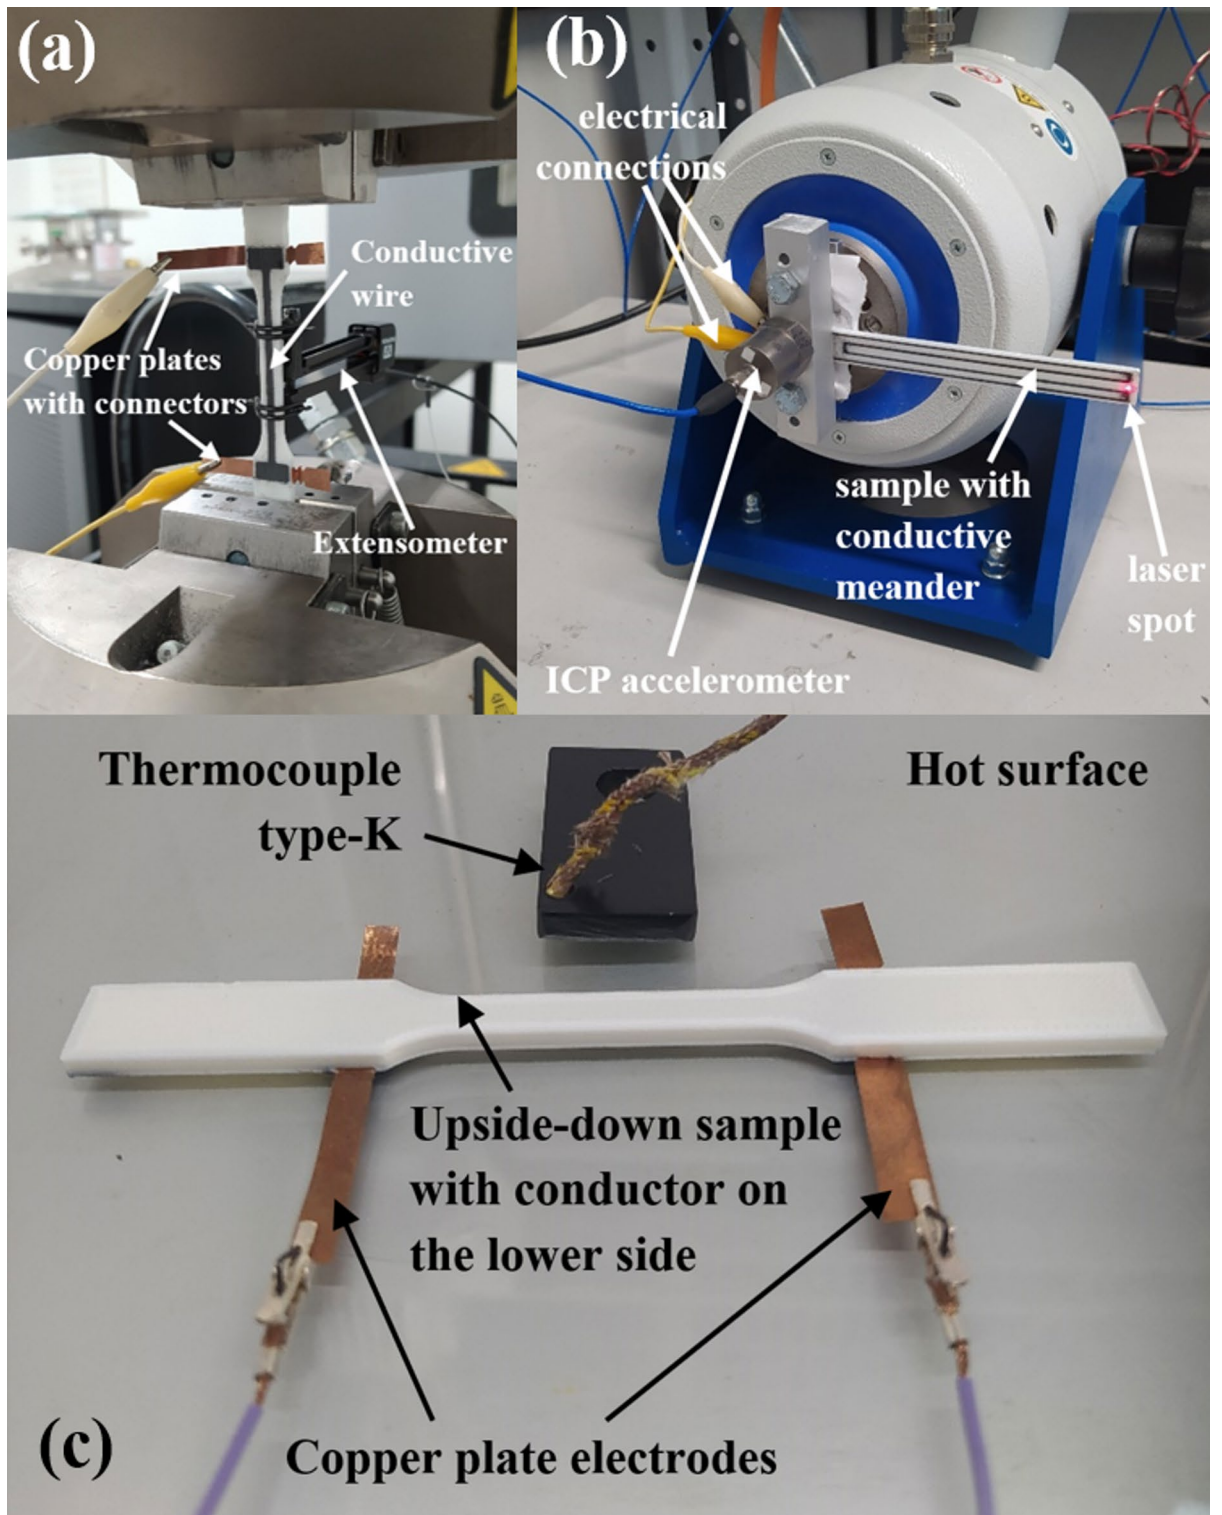 (a)
Conductive
wire
Copper plates
with connectors
Extensometer
(b)
electrical
connections
sample with
conductive
meander
laser
spot
ICP accelerometer
Thermocouple
type-K
Hot surface
Upside-down sample
with conductor on
the lower side
Copper plate electrodes
(c)